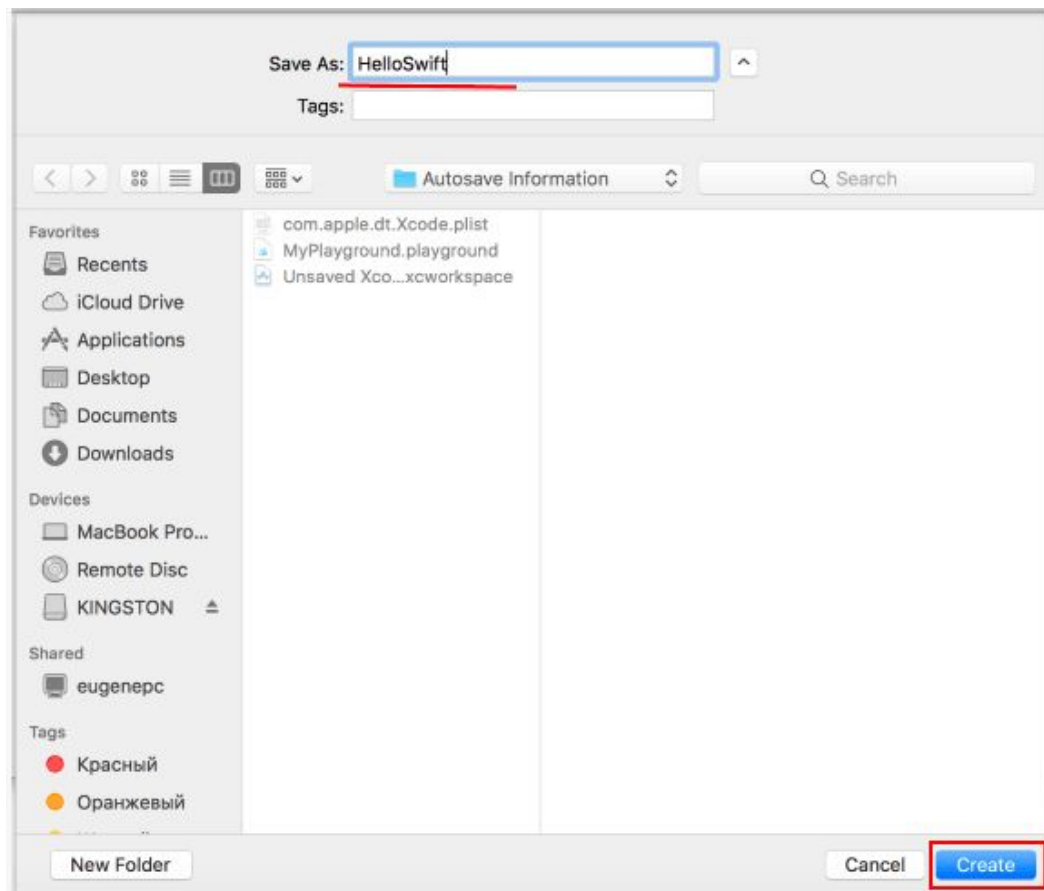 Save As: HelloSwift
Tags:
Autosave Information
Search
Favorites
Recents
iCloud Drive
Applications
Desktop
Documents
Downloads
Devices
MacBook Pro...
Remote Disc
KINGSTON
Shared
eugenepc
Tags
Красный
Оранжевый
com.apple.dt.Xcode.plist
MyPlayground.playground
Unsaved Xco...xcworkspace
New Folder
Cancel
Create